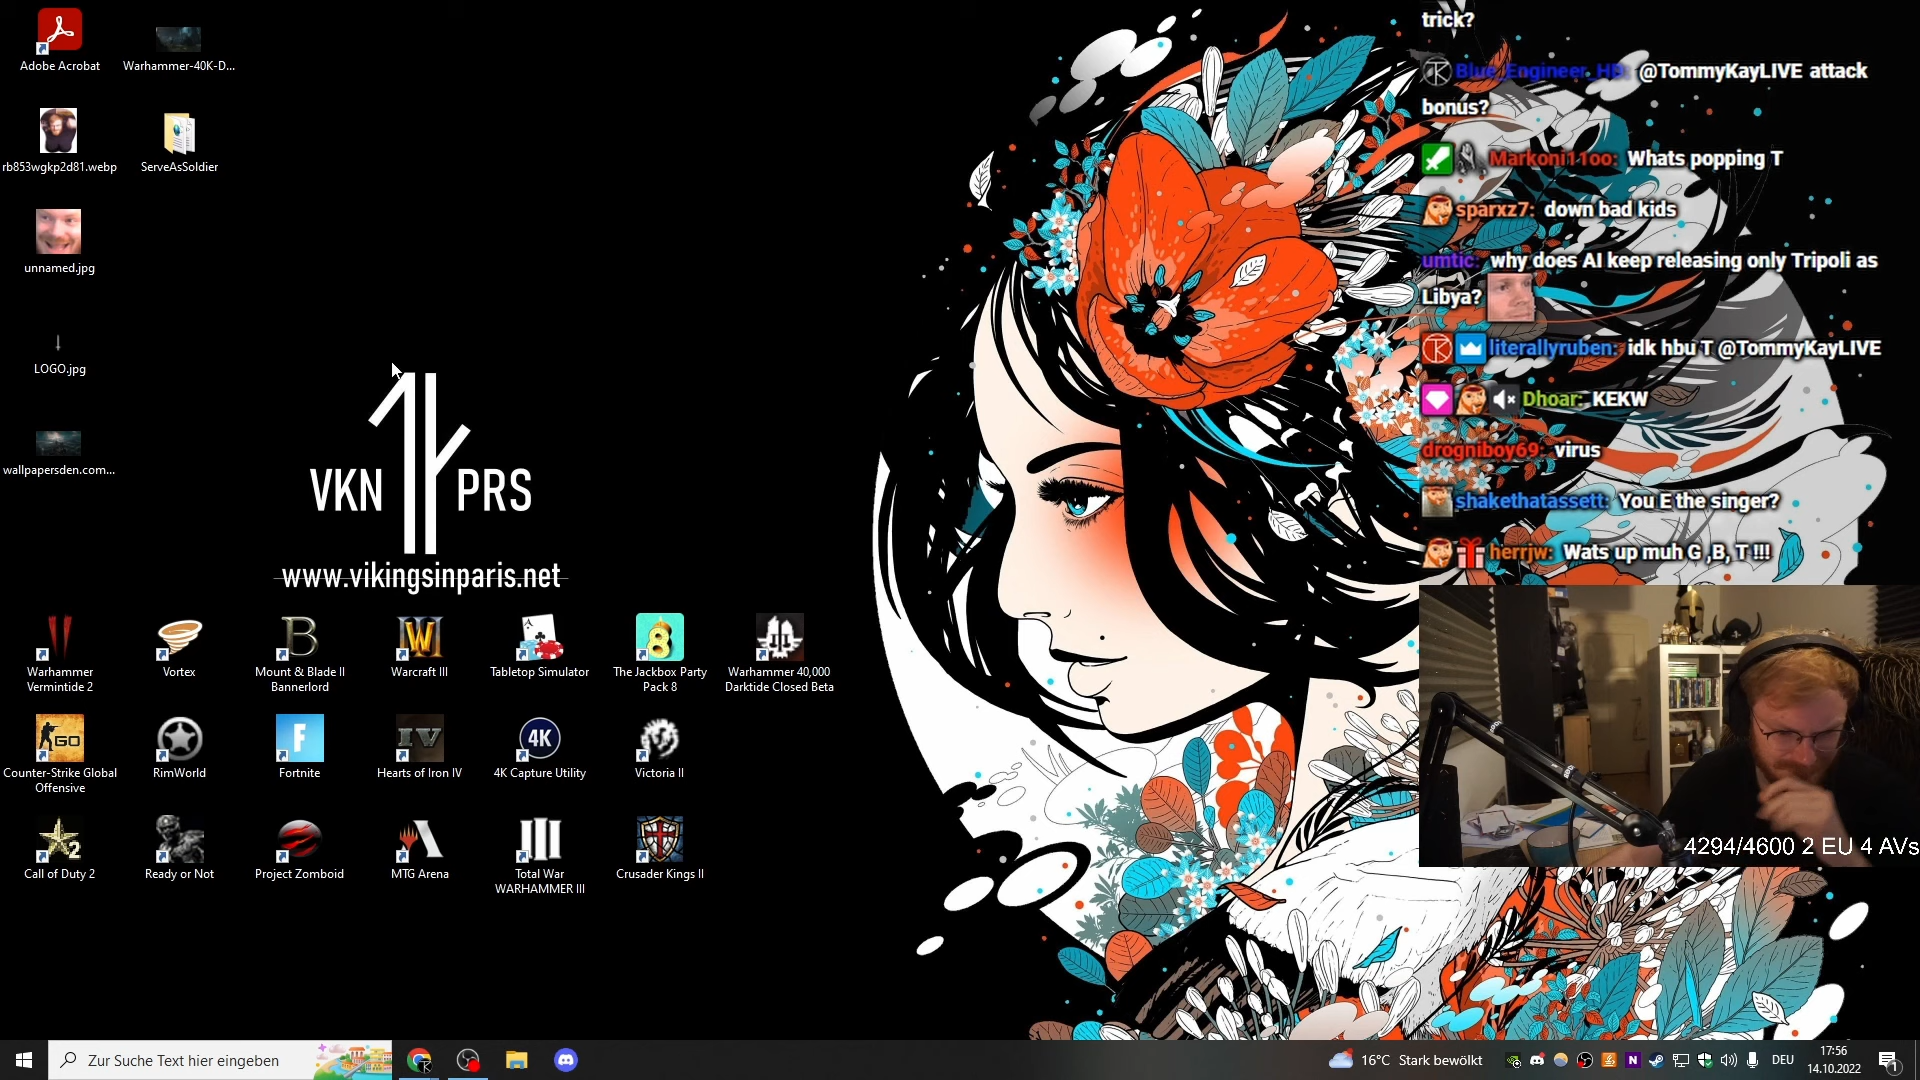 Adobe Acrobat
Warhammer-40K-D...
rb853wgkp2d81.webp
ServeAsSoldier
unnamed.jpg
LOGO.jpg
wallpapersden.com...
VKN PRS
www.vikingsinparis.net
Warhammer
Vermintide 2
Vortex
Mount & Blade II
Bannerlord
Warcraft III
Tabletop Simulator
The Jackbox Party
Pack 8
Warhammer 40,000
Darktide Closed Beta
Counter-Strike Global
Offensive
RimWorld
Fortnite
Hearts of Iron IV
4K Capture Utility
Victoria II
Call of Duty 2
Ready or Not
Project Zomboid
MTG Arena
Total War
WARHAMMER III
Crusader Kings II
trick?
Blue_Engineer_HD: @TommyKayLIVE attack
bonus?
Markoni11oo: Whats popping T
sparxz7: down bad kids
umtic: why does AI keep releasing only Tripoli as
Libya?
literallyruben: idk hbu T @TommyKayLIVE
Dhoar: KEKW
drogniboy69: virus
shakethatassett: You E the singer?
herrjw: Wats up muh G ,B, T !!!
4294/4600 2 EU 4 AVs
Zur Suche Text hier eingeben
16°C Stark bewölkt
DEU
17:56
14.10.2022